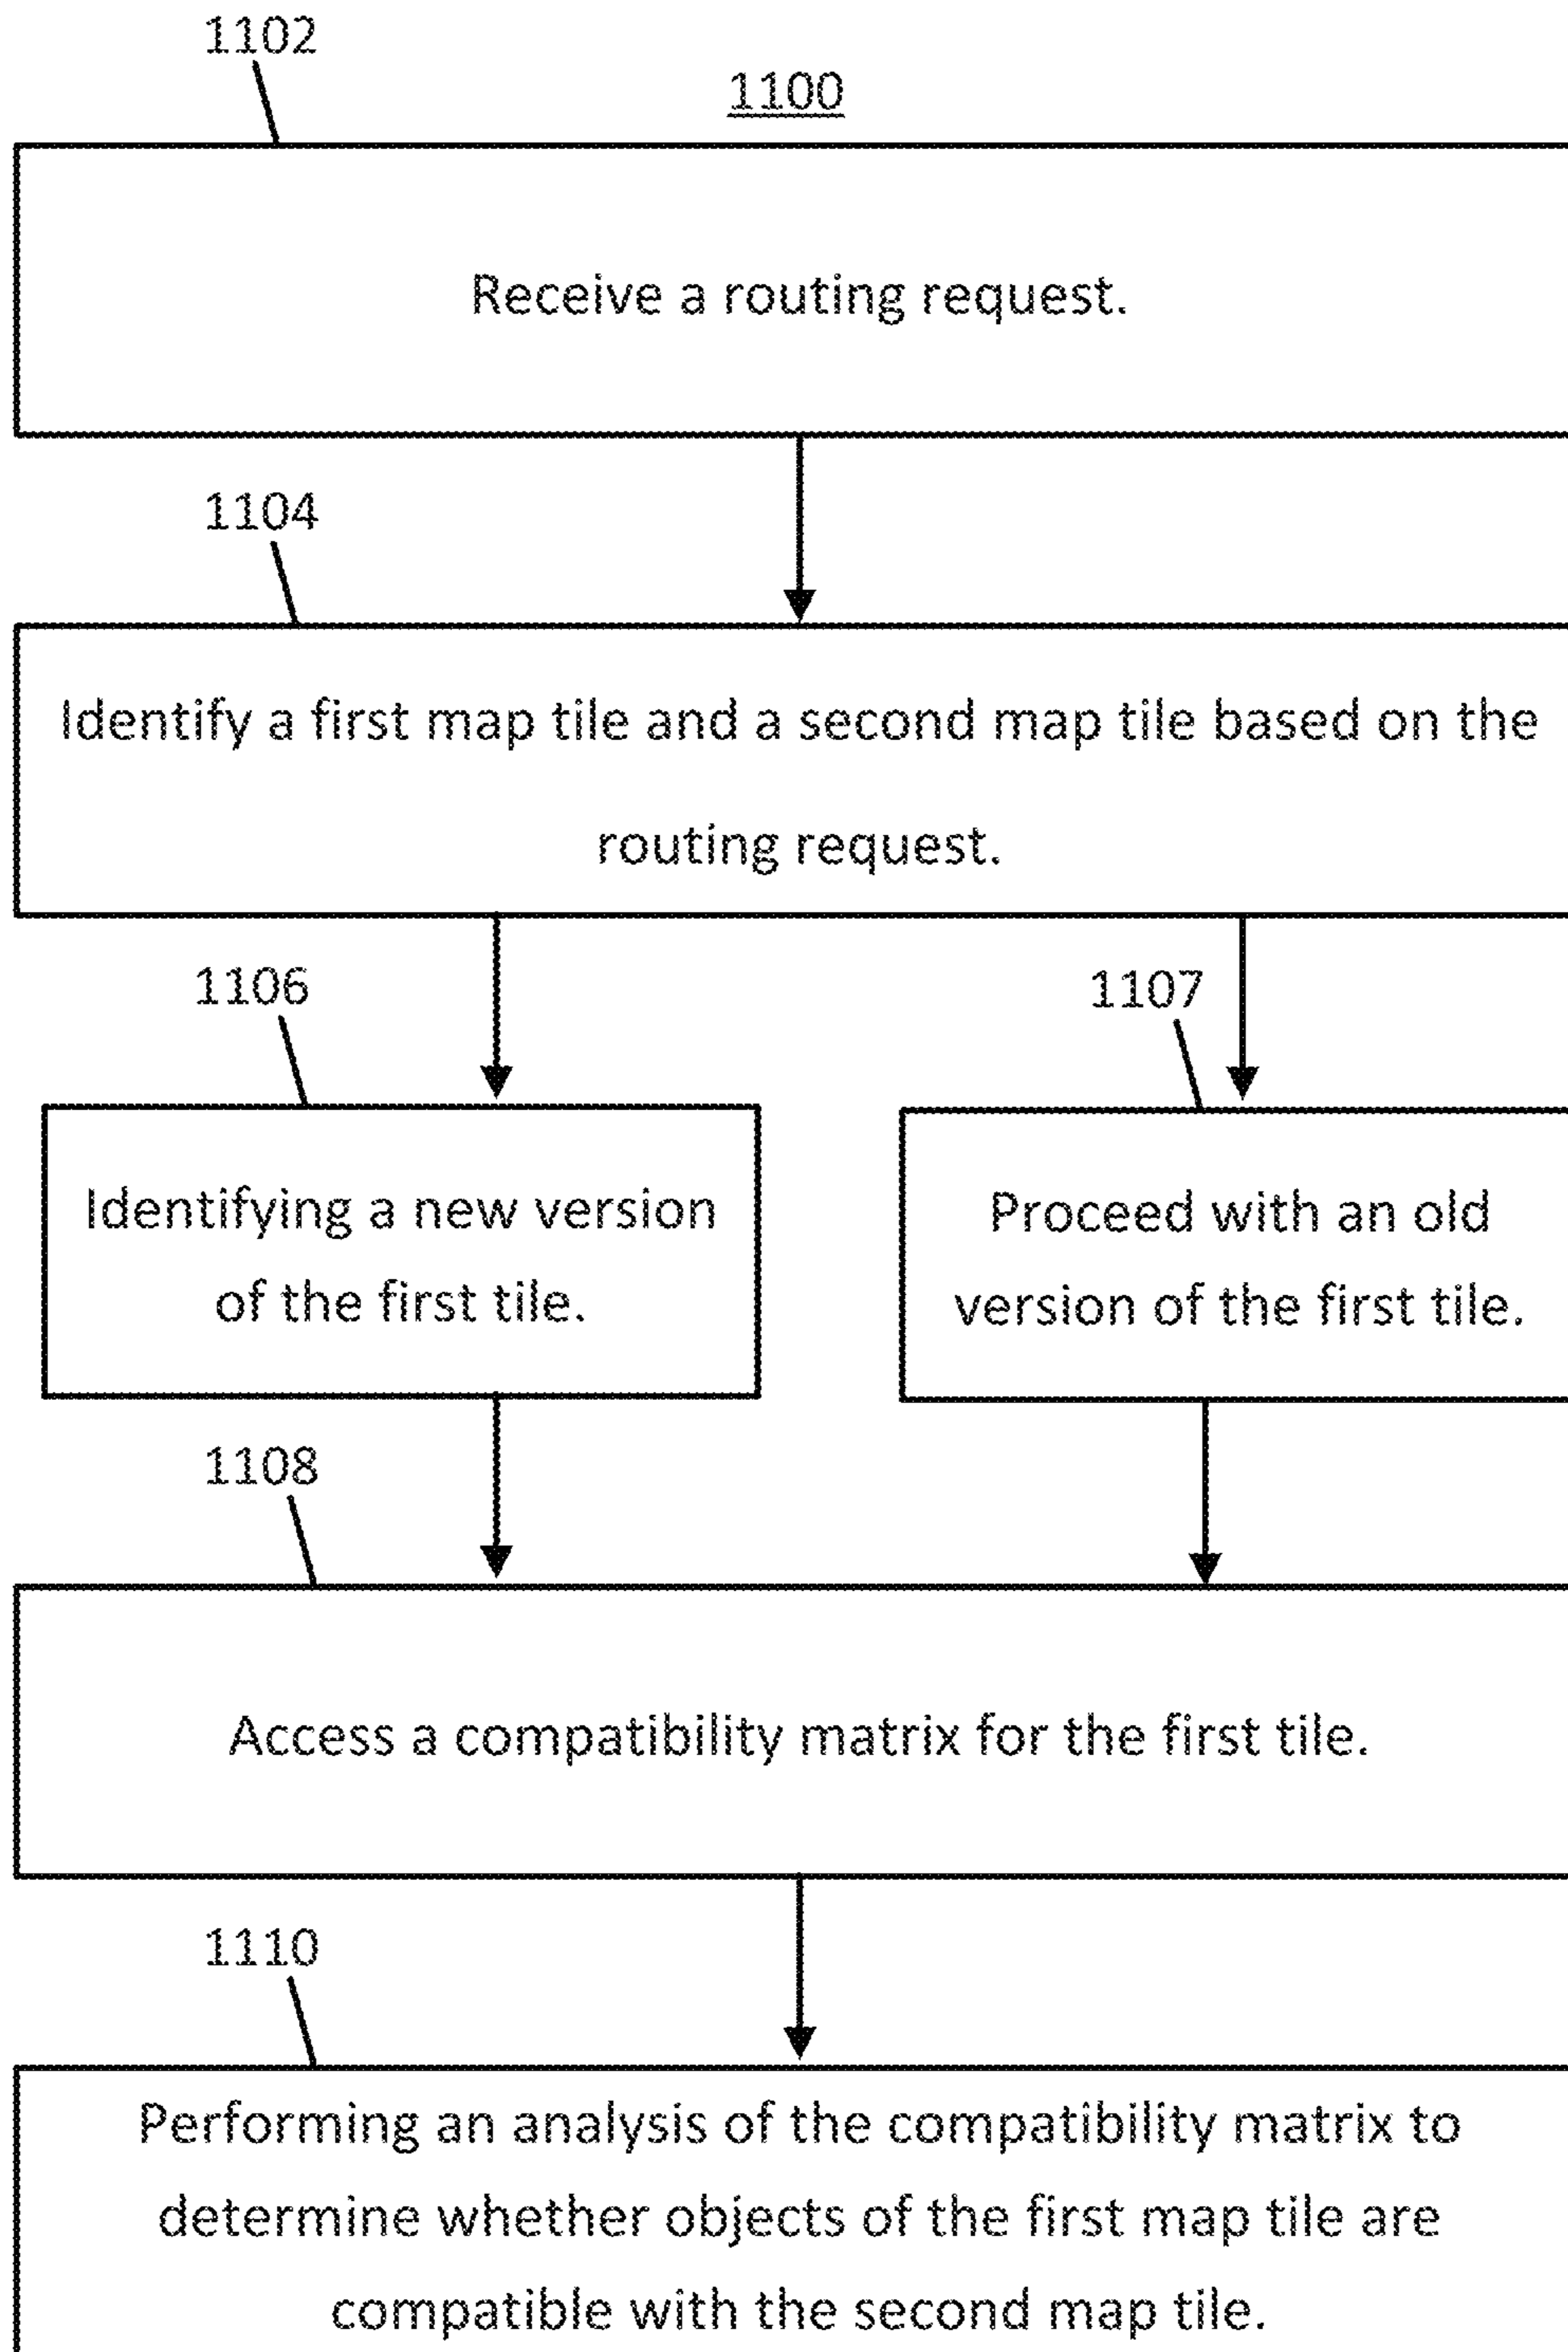 1102
1100
Receive a routing request.
1104
Identify a first map tile and a second map tile based on the
routing request.
1106
1107
Identifying a new version
of the first tile.
Proceed with an old
version of the first tile.
1108
Access a compatibility matrix for the first tile.
1110
Performing an analysis of the compatibility matrix to
determine whether objects of the first map tile are
compatible with the second map tile.